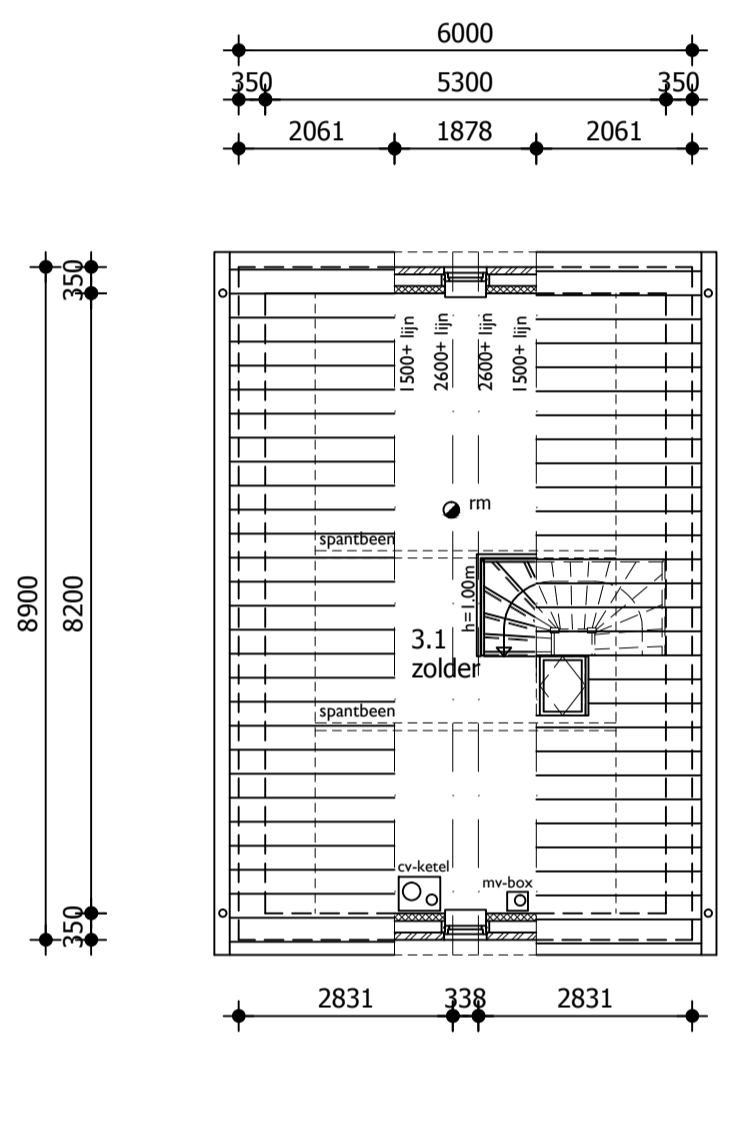 6000
350 5300 350
2061 1878 2061
350
8900
8200
350
1500+ lijn
2600+ lijn
2600+ lijn
1500+ lijn
rm
spantbeen
h=1.00m
3.1
zolder
spantbeen
cv-ketel
mv-box
2831 338 2831